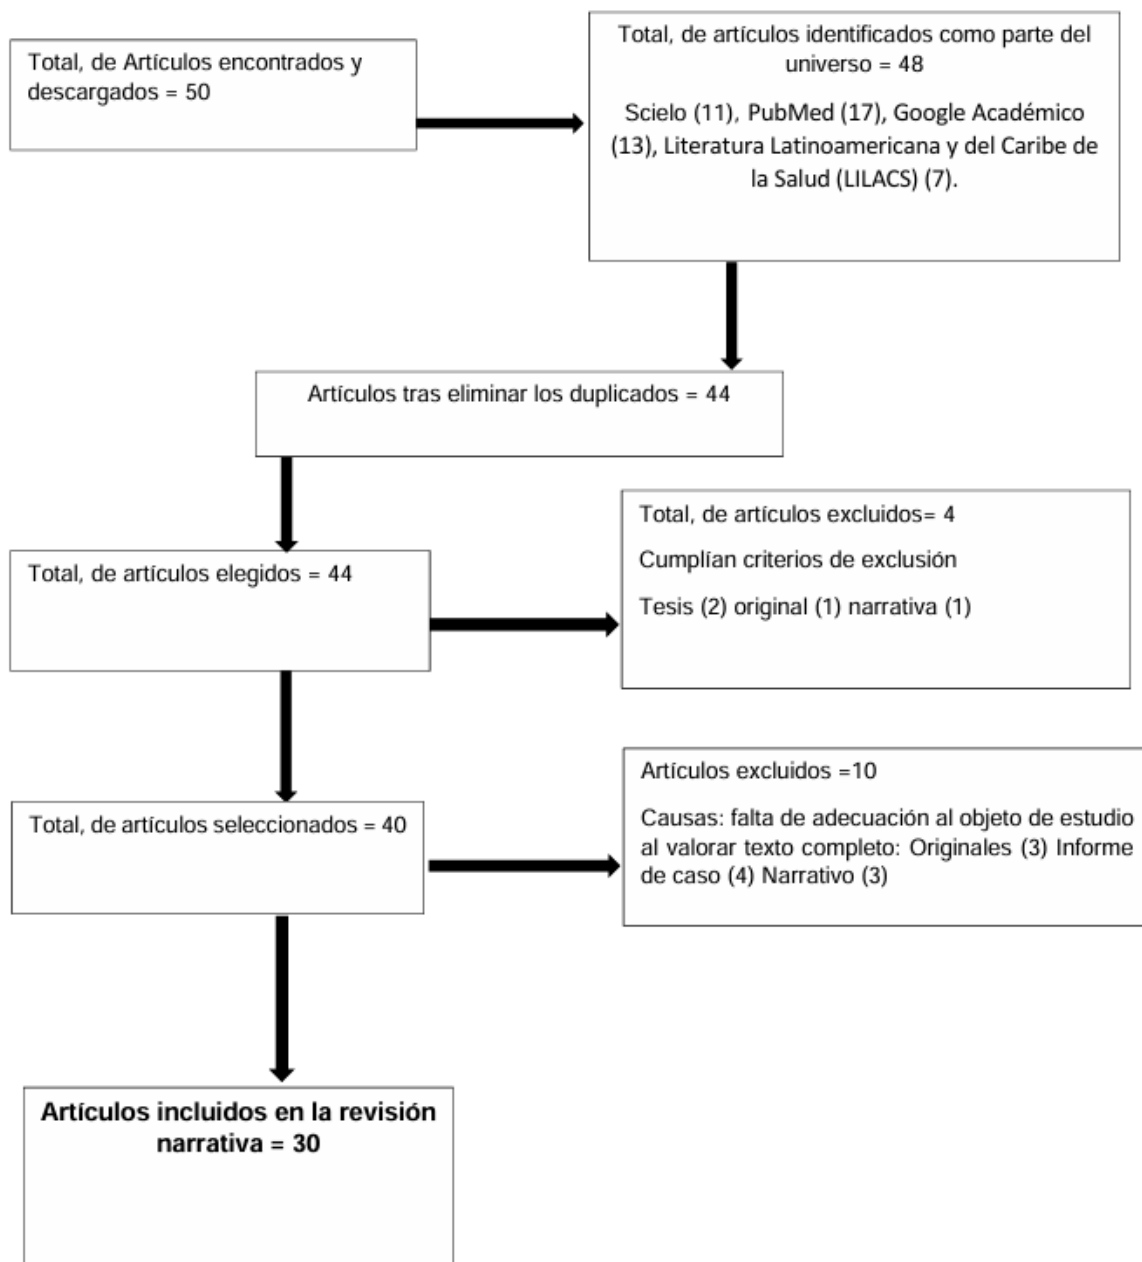 Total, de Artículos encontrados y
descargados = 50
Total, de artículos identificados como parte del
universo = 48
Scielo (11), PubMed (17), Google Académico
(13), Literatura Latinoamericana y del Caribe de
la Salud (LILACS) (7).
Artículos tras eliminar los duplicados = 44
Total, de artículos elegidos = 44
Total, de artículos excluidos= 4
Cumplían criterios de exclusión
Tesis (2) original (1) narrativa (1)
Total, de artículos seleccionados = 40
Artículos excluidos =10
Causas: falta de adecuación al objeto de estudio
al valorar texto completo: Originales (3) Informe
de caso (4) Narrativo (3)
Artículos incluidos en la revisión
narrativa = 30